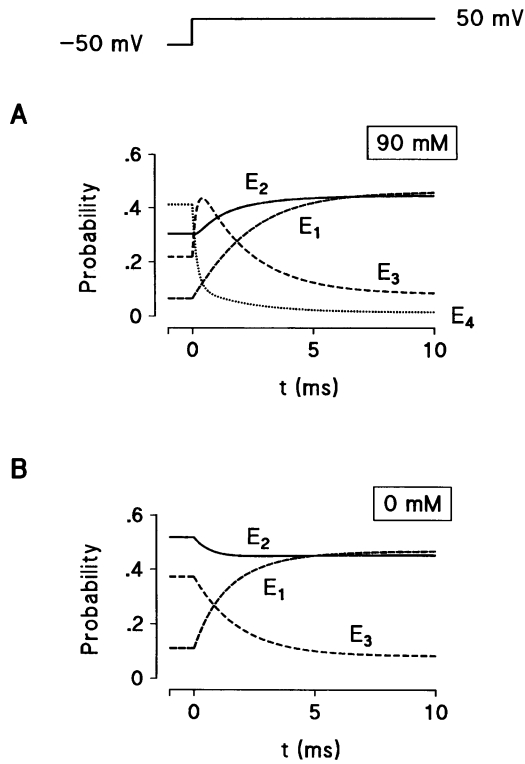 −50 mV
50 mV
A
90 mM
Probability
.6
.4
.2
0
E2
E1
E3
E4
0
5
10
t (ms)
B
0 mM
Probability
.6
.4
.2
0
E2
E1
E3
0
5
10
t (ms)